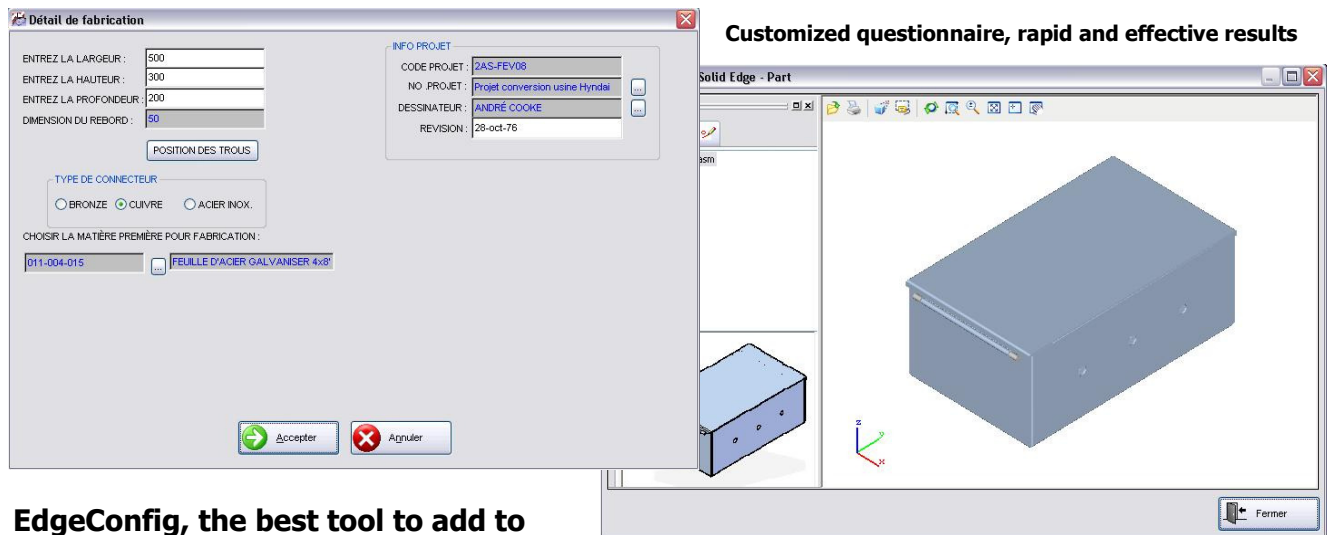 Détail de fabrication
ENTREZ LA LARGEUR : 500
ENTREZ LA HAUTEUR : 300
ENTREZ LA PROFONDEUR : 200
DIMENSION DU REBORD : 50
POSITION DES TROUS
TYPE DE CONNECTEUR
BRONZE CUIVRE ACIER INOX.
CHOISIR LA MATIÈRE PREMIÈRE POUR FABRICATION :
011-004-015 ... FEUILLE D'ACIER GALVANISER 4x8'
INFO PROJET
CODE PROJET : 2AS-FEV08
NO .PROJET : Projet conversion usine Hyndai ...
DESSINATEUR : ANDRÉ COOKE ...
REVISION : 28-oct-76
Accepter Annuler
Customized questionnaire, rapid and effective results
Solid Edge - Part
asm
z
y
x
Fermer
EdgeConfig, the best tool to add to